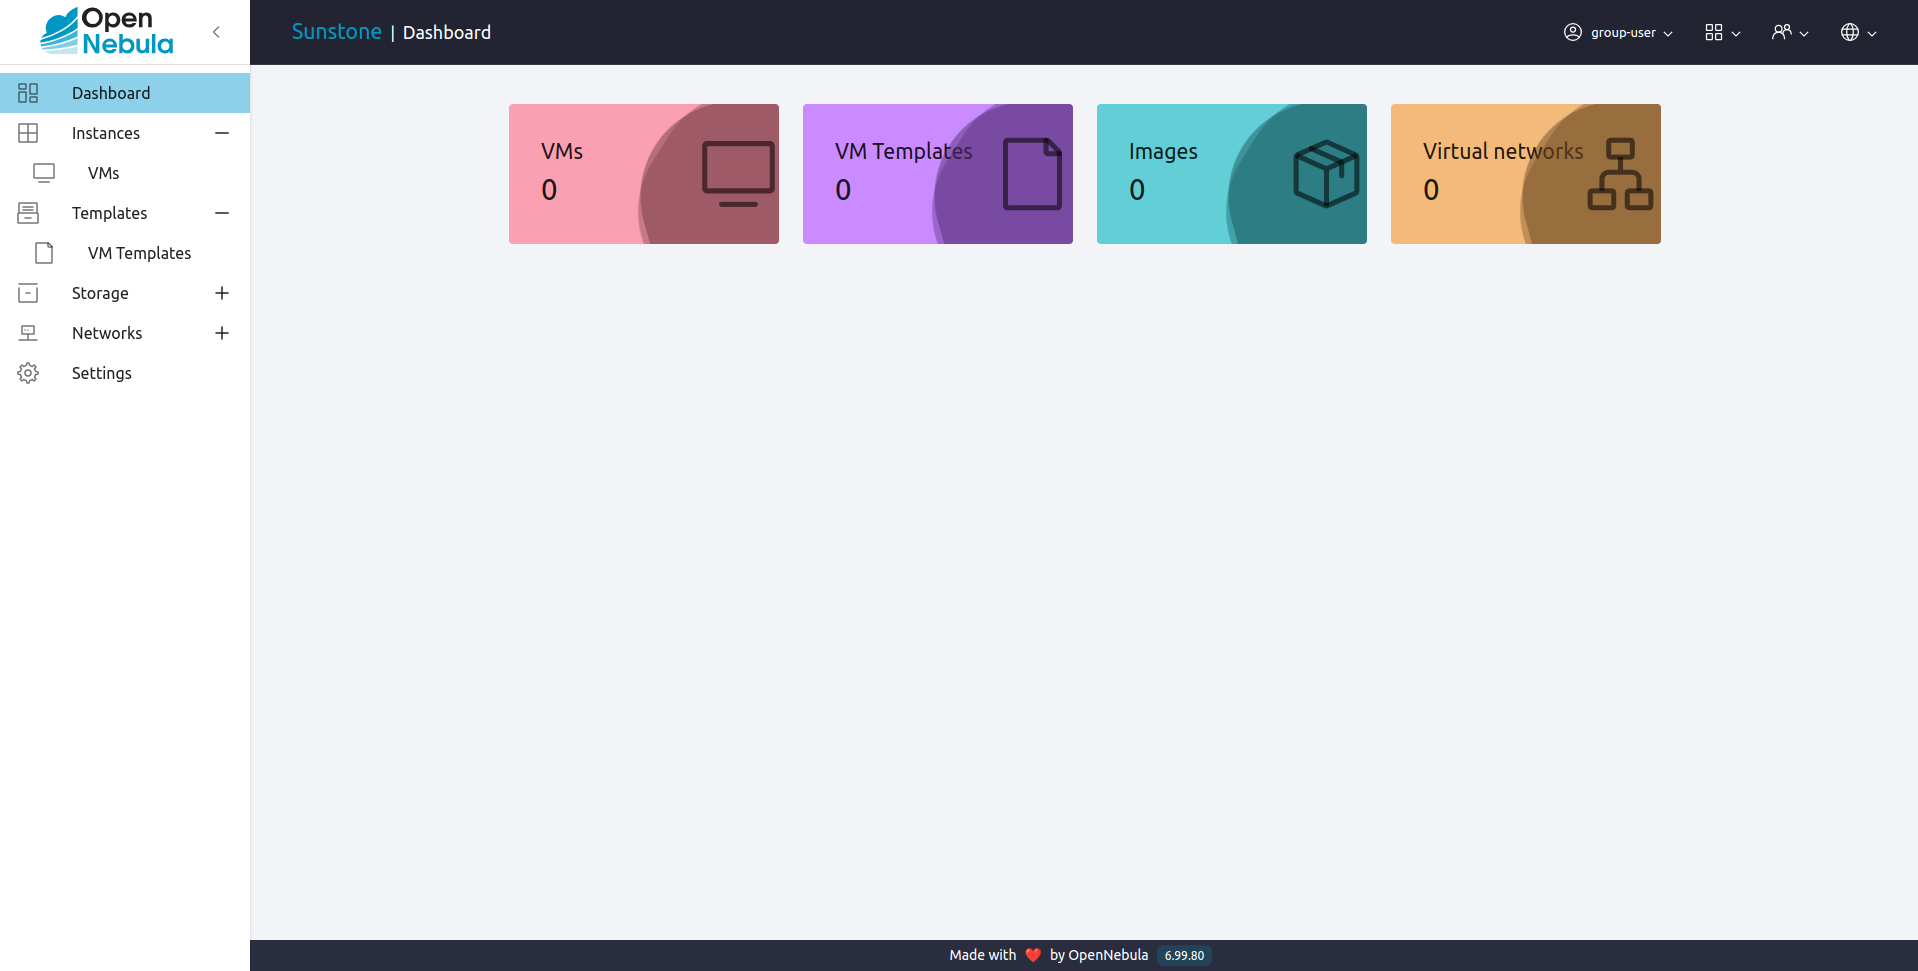 Open
Nebula
Sunstone | Dashboard
group-user
Dashboard
Instances
VMs
Templates
VM Templates
Storage
Networks
Settings
VMs
0
VM Templates
0
Images
0
Virtual networks
0
Made with ❤️ by OpenNebula 6.99.80